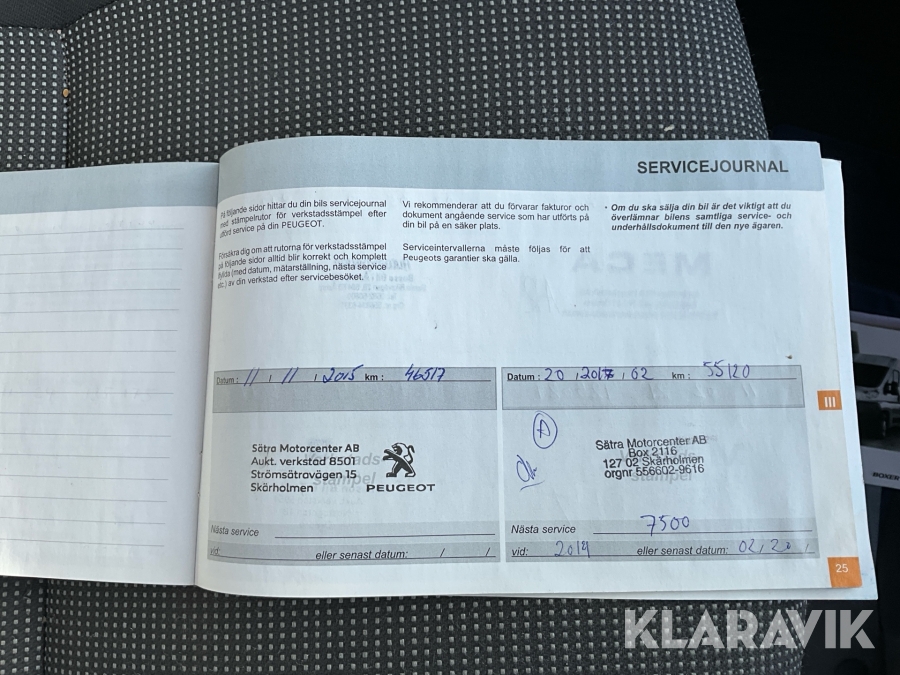 SERVICEJOURNAL
På följande sidor hittar du din bils servicejournal
med stämpelrutor för verkstadsstämpel efter
utförd service på din PEUGEOT.
Försäkra dig om att rutorna för verkstadsstämpel
på följande sidor alltid blir korrekt och komplett
ifyllda (med datum, mätarställning, nästa service
etc.) av din verkstad efter servicebesöket.
Vi rekommenderar att du förvarar fakturor och
dokument angående service som har utförts på
din bil på en säker plats.
Serviceintervallerna måste följas för att
Peugeots garantier ska gälla.
• Om du ska sälja din bil är det viktigt att du
överlämnar bilens samtliga service- och
underhållsdokument till den nye ägaren.
MEGA
Datum : 11 / 11 / 2015 km : 46517
Sätra Motorcenter AB
Aukt. verkstad 8501
Strömsätravägen 15
Skärholmen
PEUGEOT
stämpel
Nästa service
vid: eller senast datum: / /
Datum : 20 / 2017 / 02 km : 55120
A
ok
Sätra Motorcenter AB
Box 2116
127 02 Skärholmen
orgnr 556602-9616
stämpel
Nästa service 7500
vid: 2019 eller senast datum: 02, 20,
III
25
BOXER
KLARAVIK